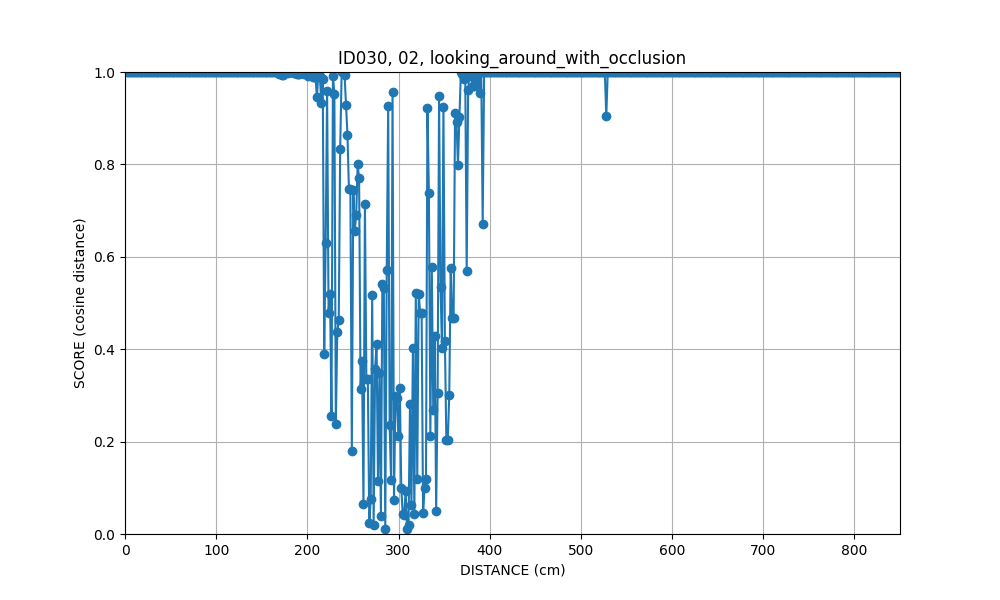 ID030, 02, looking_around_with_occlusion
SCORE (cosine distance)
1.0
0.8
0.6
0.4
0.2
0.0
0 100 200 300 400 500 600 700 800
DISTANCE (cm)